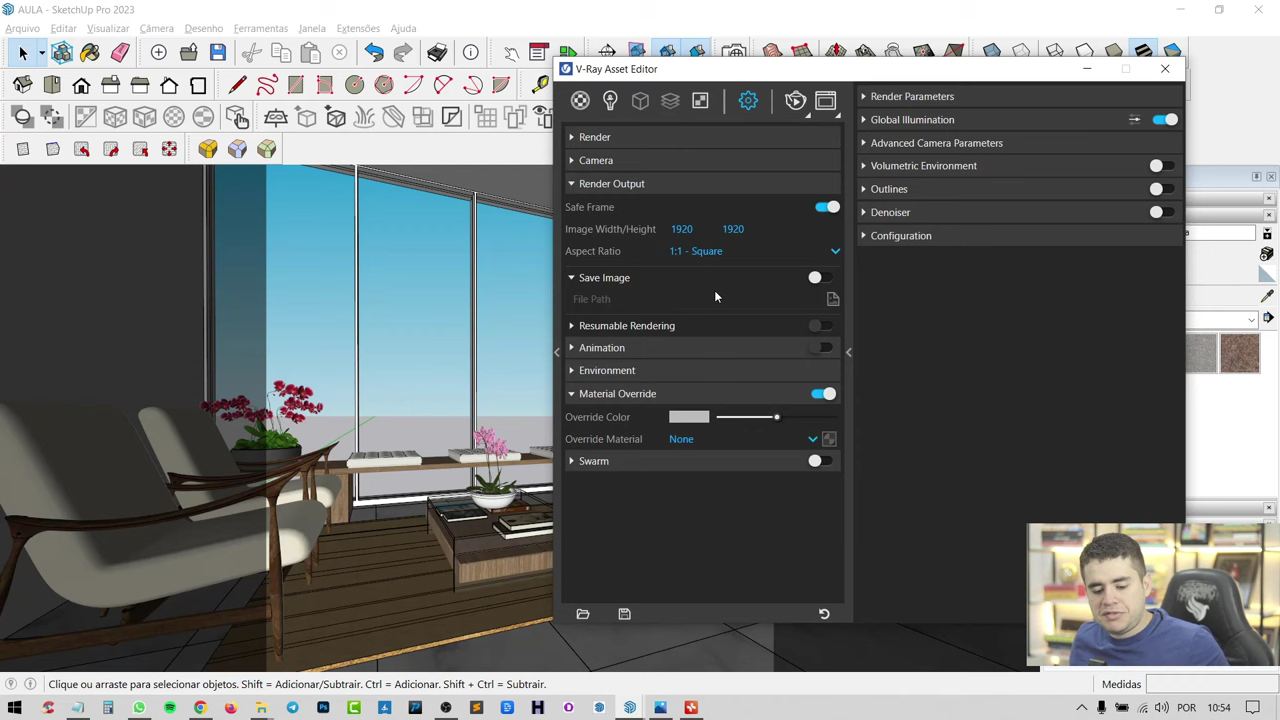 AULA - SketchUp Pro 2023
Arquivo Editar Visualizar Câmera Desenho Ferramentas Janela Extensões Ajuda
V-Ray Asset Editor
Render
Camera
Render Output
Safe Frame
Image Width/Height 1920 1920
Aspect Ratio 1:1 - Square
Save Image
File Path
Resumable Rendering
Animation
Environment
Material Override
Override Color
Override Material None
Swarm
Render Parameters
Global Illumination
Advanced Camera Parameters
Volumetric Environment
Outlines
Denoiser
Configuration
Clique ou arraste para selecionar objetos. Shift = Adicionar/Subtrair. Ctrl = Adicionar. Shift + Ctrl = Subtrair.
Medidas
POR 10:54